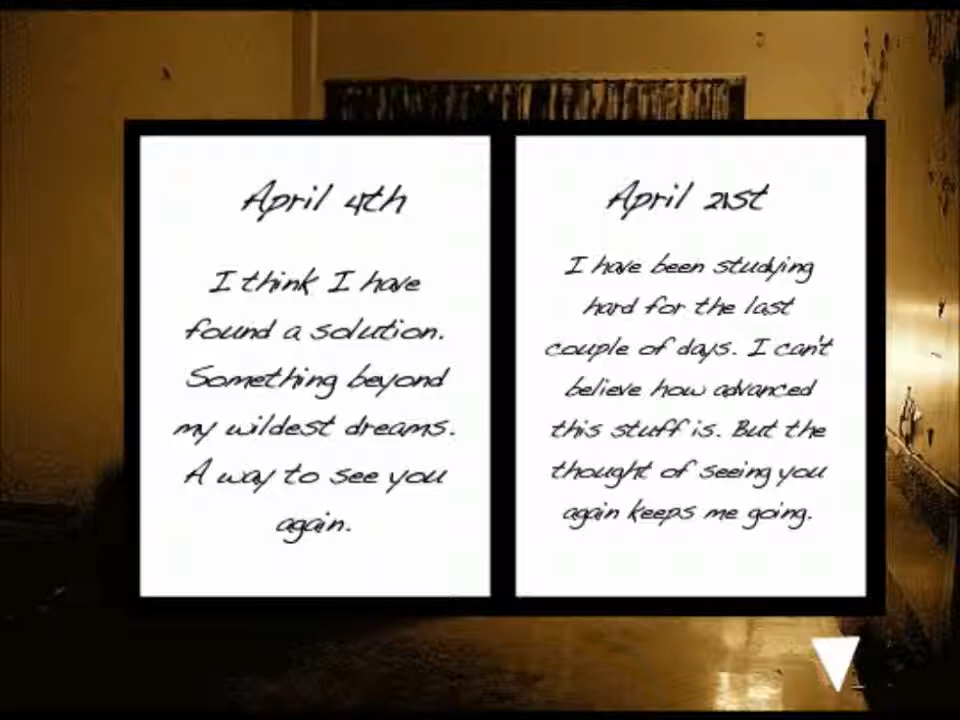 April 4th
I think I have
found a solution.
Something beyond
my wildest dreams.
A way to see you
again.
April 21st
I have been studying
hard for the last
couple of days. I can't
believe how advanced
this stuff is. But the
thought of seeing you
again keeps me going.